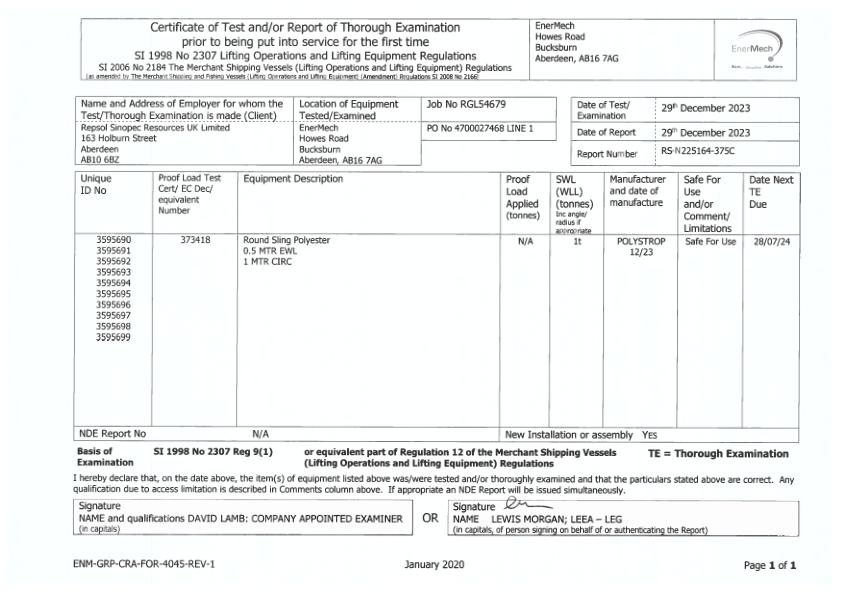 Certificate of Test and/or Report of Thorough Examination
prior to being put into service for the first time
SI 1998 No 2307 Lifting Operations and Lifting Equipment Regulations
SI 2006 No 2184 The Merchant Shipping Vessels (Lifting Operations and Lifting Equipment) Regulations
(as amended by The Merchant Shipping and Fishing Vessels (Lifting Operations and Lifting Equipment) (Amendment) Regulations SI 2008 No 2166)
EnerMech
Howes Road
Bucksburn
Aberdeen, AB16 7AG
EnerMech
Name and Address of Employer for whom the
Test/Thorough Examination is made (Client)
Repsol Sinopec Resources UK Limited
163 Holburn Street
Aberdeen
AB10 6BZ
Location of Equipment
Tested/Examined
EnerMech
Howes Road
Bucksburn
Aberdeen, AB16 7AG
Job No RGL54679
PO No 4700027468 LINE 1
Date of Test/
Examination
29th December 2023
Date of Report
29th December 2023
Report Number
RS-N225164-375C
Unique
ID No
Proof Load Test
Cert/ EC Dec/
equivalent
Number
Equipment Description
Proof
Load
Applied
(tonnes)
SWL
(WLL)
(tonnes)
Inc angle/
radius if
appropriate
Manufacturer
and date of
manufacture
Safe For
Use
and/or
Comment/
Limitations
Date Next
TE
Due
3595690
3595691
3595692
3595693
3595694
3595695
3595696
3595697
3595698
3595699
373418
Round Sling Polyester
0.5 MTR EWL
1 MTR CIRC
N/A
1t
POLYSTROP
12/23
Safe For Use
28/07/24
NDE Report No N/A
New Installation or assembly YES
Basis of
Examination
SI 1998 No 2307 Reg 9(1)
or equivalent part of Regulation 12 of the Merchant Shipping Vessels
(Lifting Operations and Lifting Equipment) Regulations
TE = Thorough Examination
I hereby declare that, on the date above, the item(s) of equipment listed above was/were tested and/or thoroughly examined and that the particulars stated above are correct. Any
qualification due to access limitation is described in Comments column above. If appropriate an NDE Report will be issued simultaneously.
Signature
NAME and qualifications DAVID LAMB: COMPANY APPOINTED EXAMINER
(in capitals)
OR
Signature
NAME LEWIS MORGAN; LEEA – LEG
(in capitals, of person signing on behalf of or authenticating the Report)
ENM-GRP-CRA-FOR-4045-REV-1
January 2020
Page 1 of 1